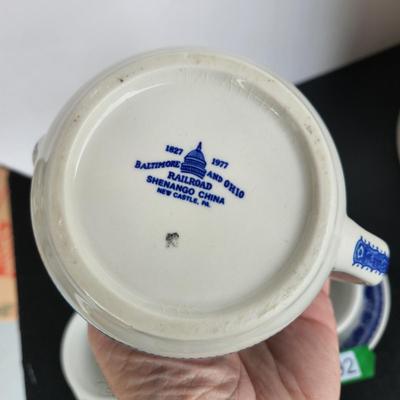 1827 1977
BALTIMORE AND OHIO
RAILROAD
SHENANGO CHINA
NEW CASTLE, PA.